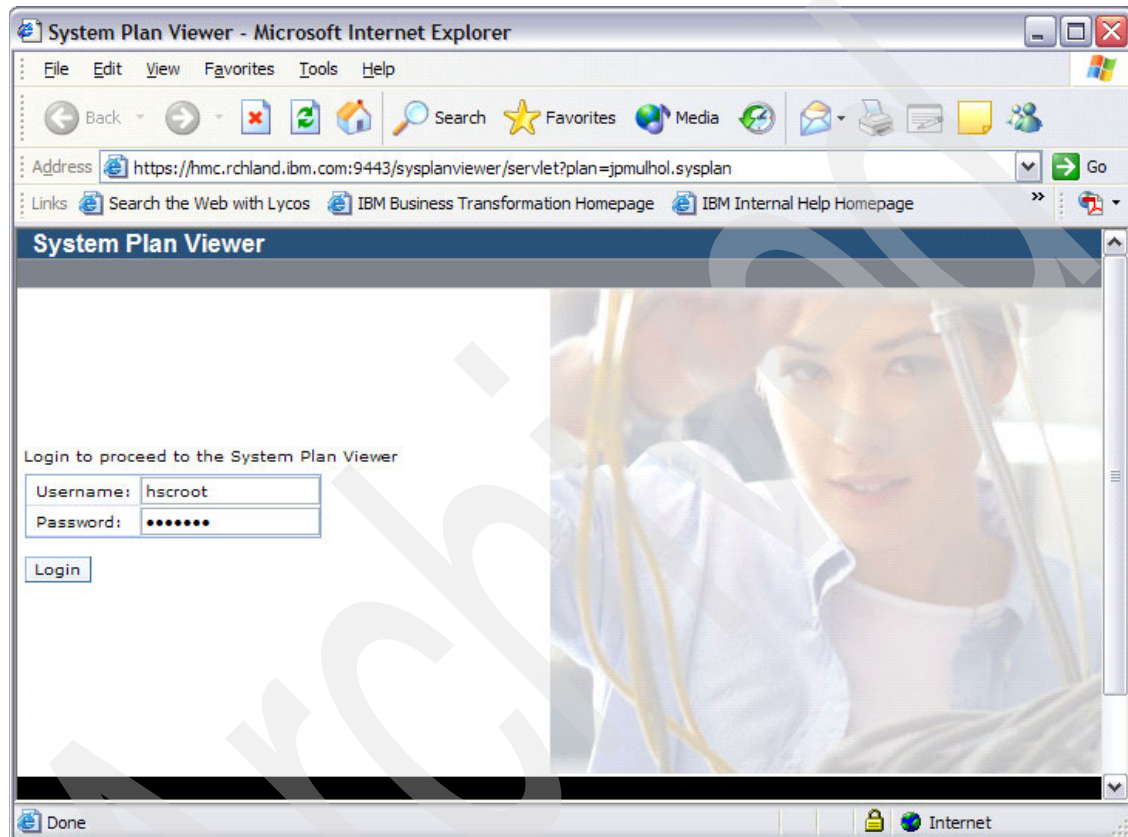 System Plan Viewer - Microsoft Internet Explorer
File Edit View Favorites Tools Help
Back Search Favorites Media
Address https://hmc.rchland.ibm.com:9443/sysplanviewer/servlet?plan=jpmulhol.sysplan Go
Links Search the Web with Lycos IBM Business Transformation Homepage IBM Internal Help Homepage »
System Plan Viewer
Login to proceed to the System Plan Viewer
Username: hscroot
Password: •••••••
Login
Done Internet
Archived